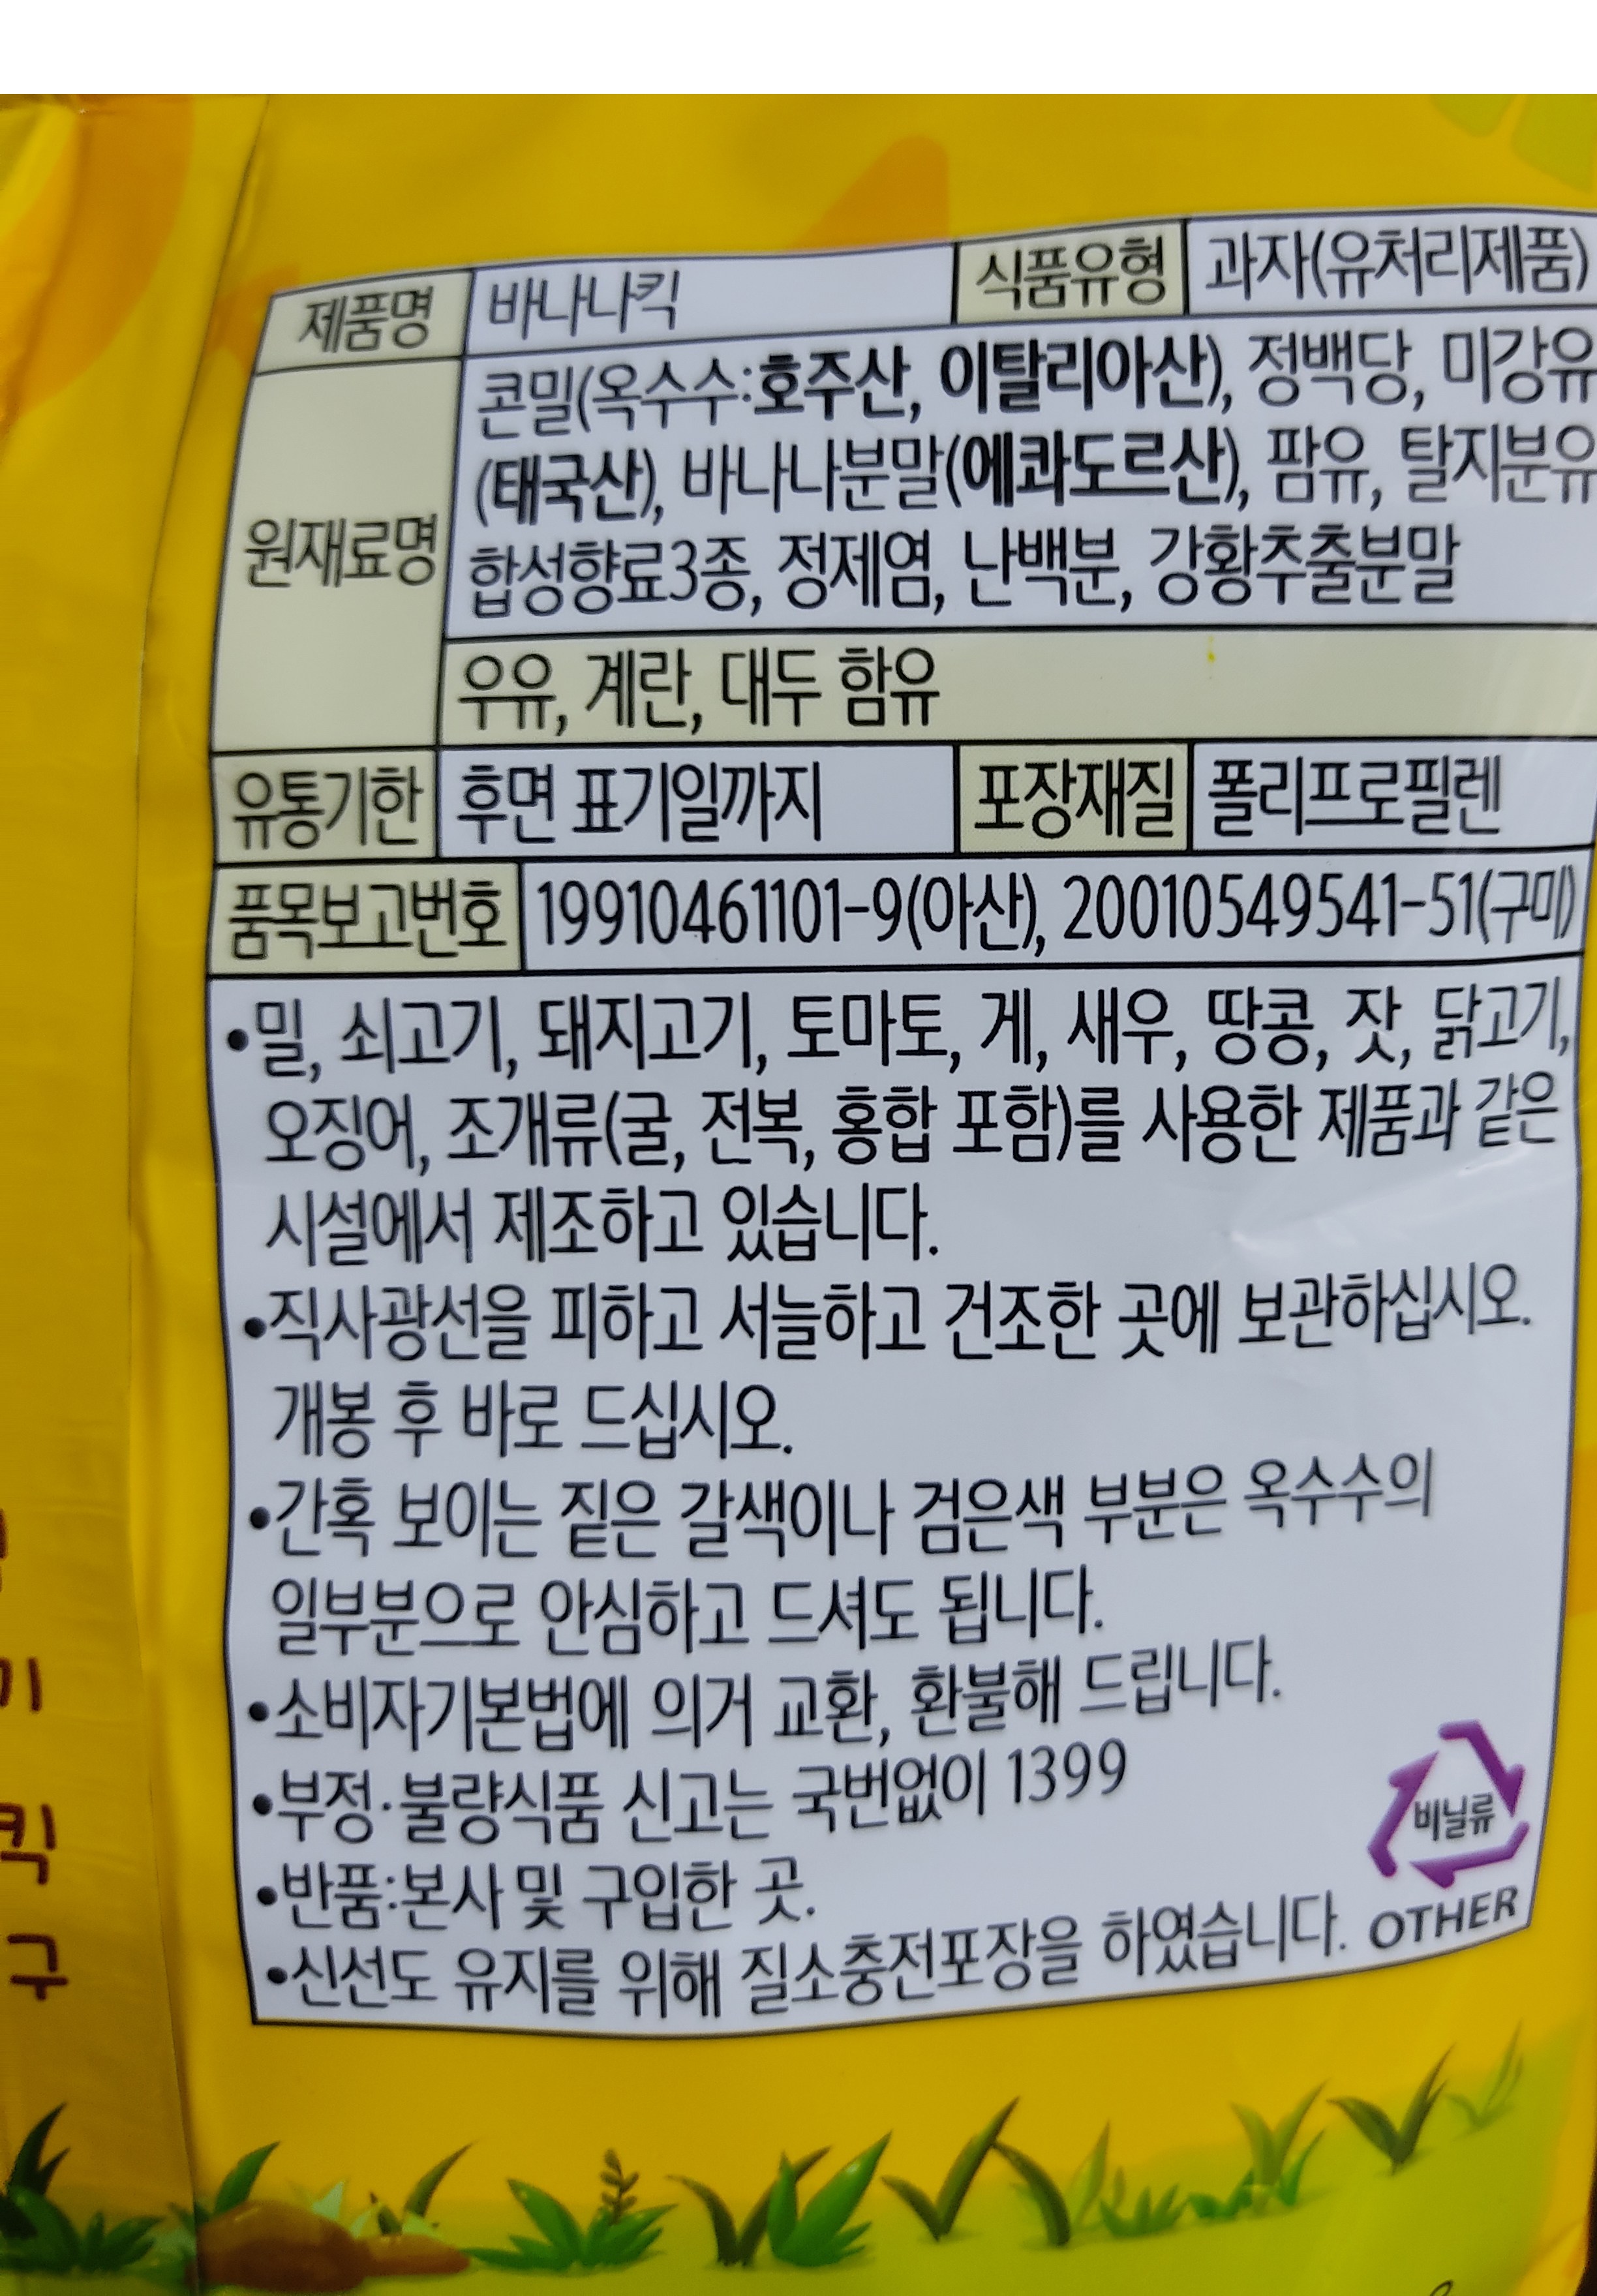 제품명 바나나킥 식품유형 과자(유처리제품)
원재료명
콘밀(옥수수:호주산, 이탈리아산), 정백당, 미강유
(태국산), 바나나분말(에콰도르산), 팜유, 탈지분유
합성향료3종, 정제염, 난백분, 강황추출분말
우유, 계란, 대두 함유
유통기한 후면 표기일까지 포장재질 폴리프로필렌
품목보고번호 19910461101-9(아산), 20010549541-51(구미)
•밀, 쇠고기, 돼지고기, 토마토, 게, 새우, 땅콩, 잣, 닭고기,
오징어, 조개류(굴, 전복, 홍합 포함)를 사용한 제품과 같은
시설에서 제조하고 있습니다.
•직사광선을 피하고 서늘하고 건조한 곳에 보관하십시오.
개봉 후 바로 드십시오.
•간혹 보이는 짙은 갈색이나 검은색 부분은 옥수수의
일부분으로 안심하고 드셔도 됩니다.
•소비자기본법에 의거 교환, 환불해 드립니다.
•부정·불량식품 신고는 국번없이 1399
•반품:본사 및 구입한 곳.
•신선도 유지를 위해 질소충전포장을 하였습니다.
비닐류
OTHER
기
킥
구